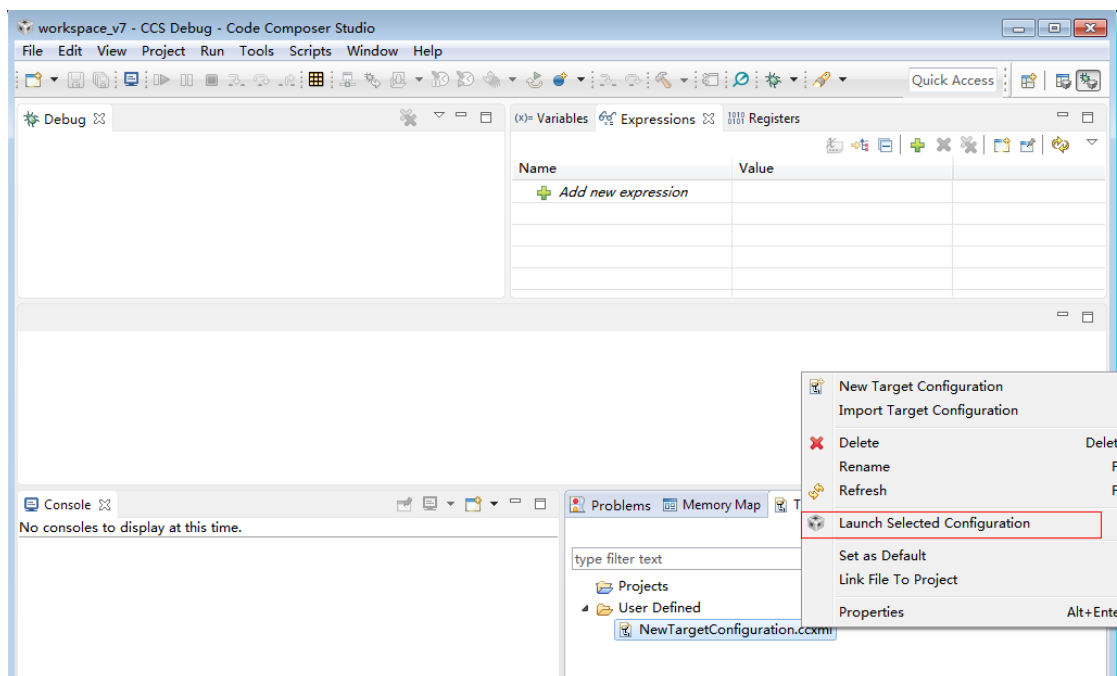 workspace_v7 - CCS Debug - Code Composer Studio
File Edit View Project Run Tools Scripts Window Help
Quick Access
Debug
(x)= Variables Expressions Registers
Name Value
Add new expression
New Target Configuration
Import Target Configuration
Delete Delet
Rename F
Refresh F
Launch Selected Configuration
Set as Default
Link File To Project
Properties Alt+Ente
Console
No consoles to display at this time.
Problems Memory Map T
type filter text
Projects
User Defined
NewTargetConfiguration.ccxml